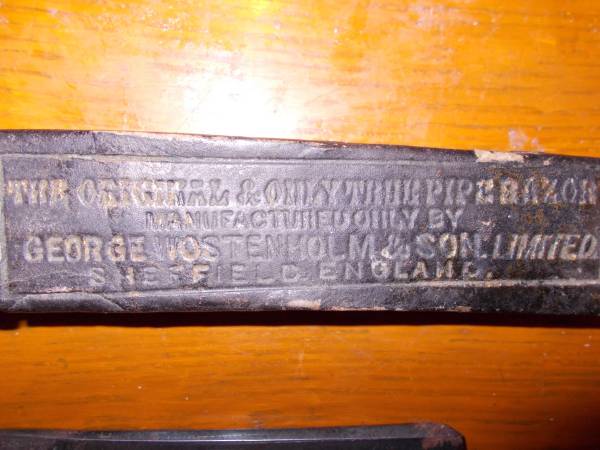 THE ORIGINAL & ONLY TRUE PIPE RAZOR
MANUFACTURED ONLY BY
GEORGE WOSTENHOLM & SON. LIMITED.
SHEFFIELD, ENGLAND.